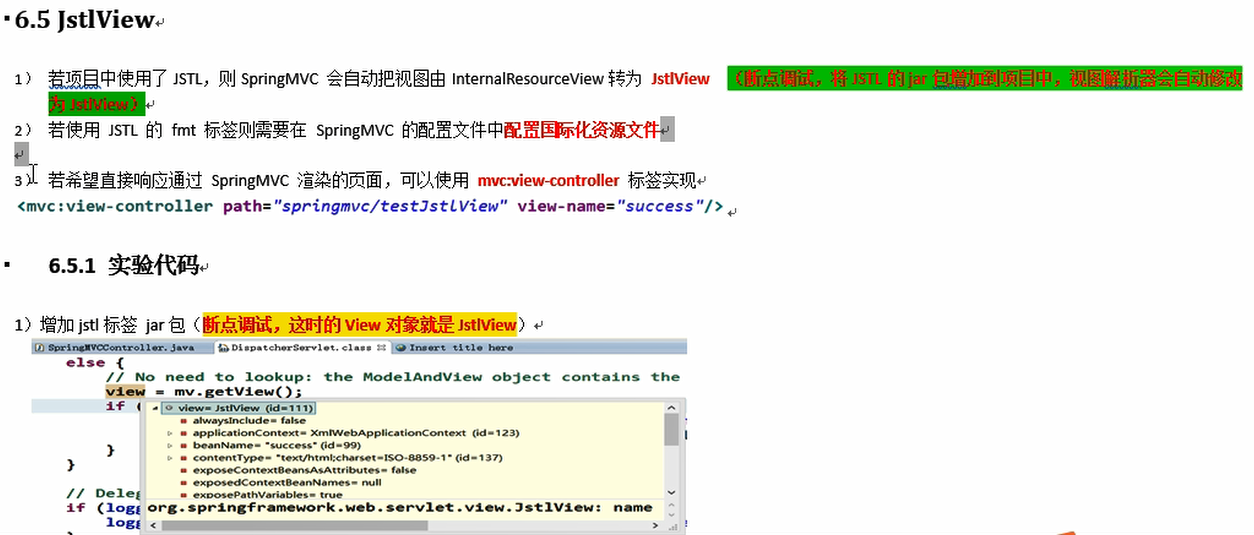 6.5 JstlView
1） 若项目中使用了 JSTL，则 SpringMVC 会自动把视图由 InternalResourceView 转为 JstlView （断点调试，将 JSTL 的 jar 包增加到项目中，视图解析器会自动修改
为 JstlView）
2） 若使用 JSTL 的 fmt 标签则需要在 SpringMVC 的配置文件中配置国际化资源文件
3） 若希望直接响应通过 SpringMVC 渲染的页面，可以使用 mvc:view-controller 标签实现
<mvc:view-controller path="springmvc/testJstlView" view-name="success"/>
6.5.1 实验代码
1）增加 jstl 标签 jar 包（断点调试，这时的 View 对象就是 JstlView）
SpringMVCController.java DispatcherServlet.class Insert title here
else {
// No need to lookup: the ModelAndView object contains the
view = mv.getView();
if (
view= JstlView (id=111)
alwaysInclude= false
applicationContext= XmlWebApplicationContext (id=123)
beanName= "success" (id=99)
contentType= "text/html;charset=ISO-8859-1" (id=137)
exposeContextBeansAsAttributes= false
exposedContextBeanNames= null
exposePathVariables= true
}
}
// Deleg
if (logg
org.springframework.web.servlet.view.JstlView: name
logg